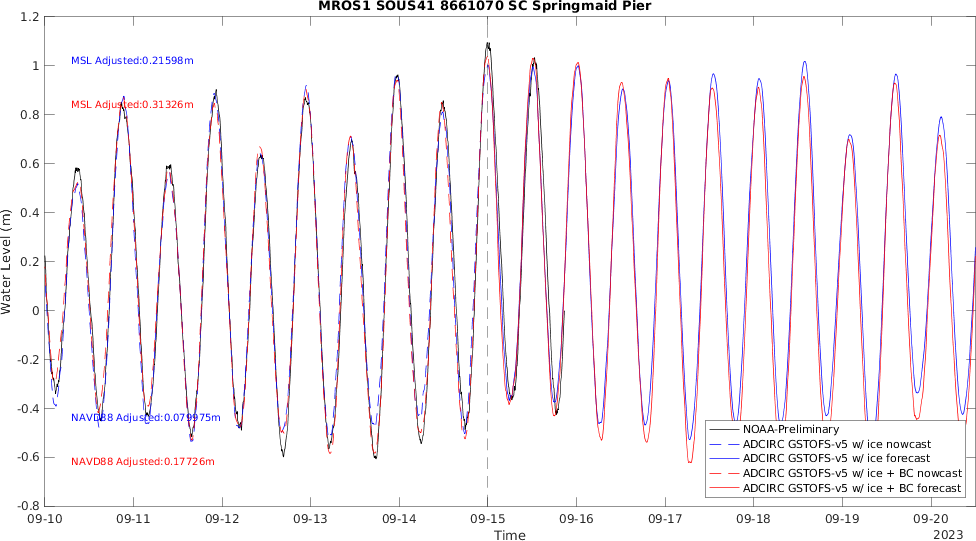 MROS1 SOUS41 8661070 SC Springmaid Pier
1.2
1
0.8
0.6
0.4
0.2
0
-0.2
-0.4
-0.6
-0.8
Water Level (m)
MSL Adjusted:0.21598m
MSL Adjusted:0.31326m
NAVD88 Adjusted:0.079975m
NAVD88 Adjusted:0.17726m
NOAA-Preliminary
ADCIRC GSTOFS-v5 w/ ice nowcast
ADCIRC GSTOFS-v5 w/ ice forecast
ADCIRC GSTOFS-v5 w/ ice + BC nowcast
ADCIRC GSTOFS-v5 w/ ice + BC forecast
09-10 09-11 09-12 09-13 09-14 09-15 09-16 09-17 09-18 09-19 09-20
Time
2023